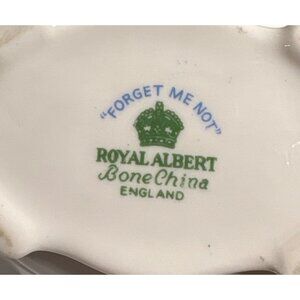 "FORGET ME NOT"
ROYAL ALBERT
Bone China
ENGLAND